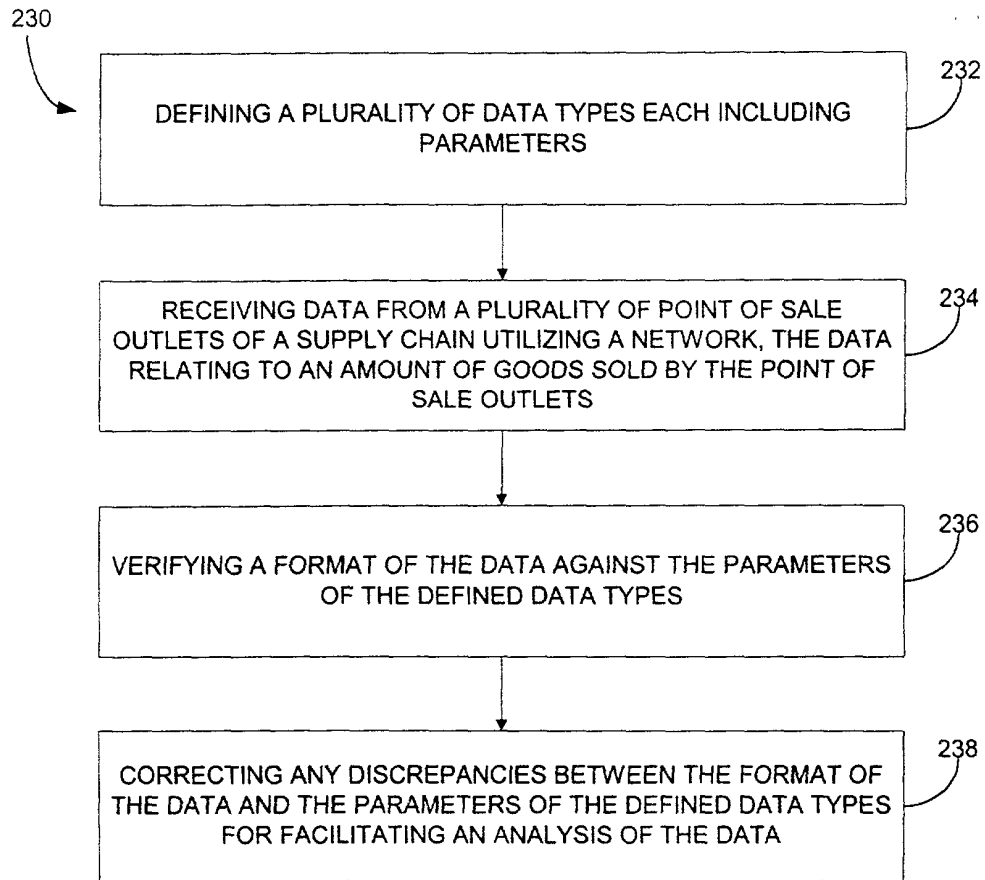 230
232
DEFINING A PLURALITY OF DATA TYPES EACH INCLUDING
PARAMETERS
234
RECEIVING DATA FROM A PLURALITY OF POINT OF SALE
OUTLETS OF A SUPPLY CHAIN UTILIZING A NETWORK, THE DATA
RELATING TO AN AMOUNT OF GOODS SOLD BY THE POINT OF
SALE OUTLETS
236
VERIFYING A FORMAT OF THE DATA AGAINST THE PARAMETERS
OF THE DEFINED DATA TYPES
238
CORRECTING ANY DISCREPANCIES BETWEEN THE FORMAT OF
THE DATA AND THE PARAMETERS OF THE DEFINED DATA TYPES
FOR FACILITATING AN ANALYSIS OF THE DATA